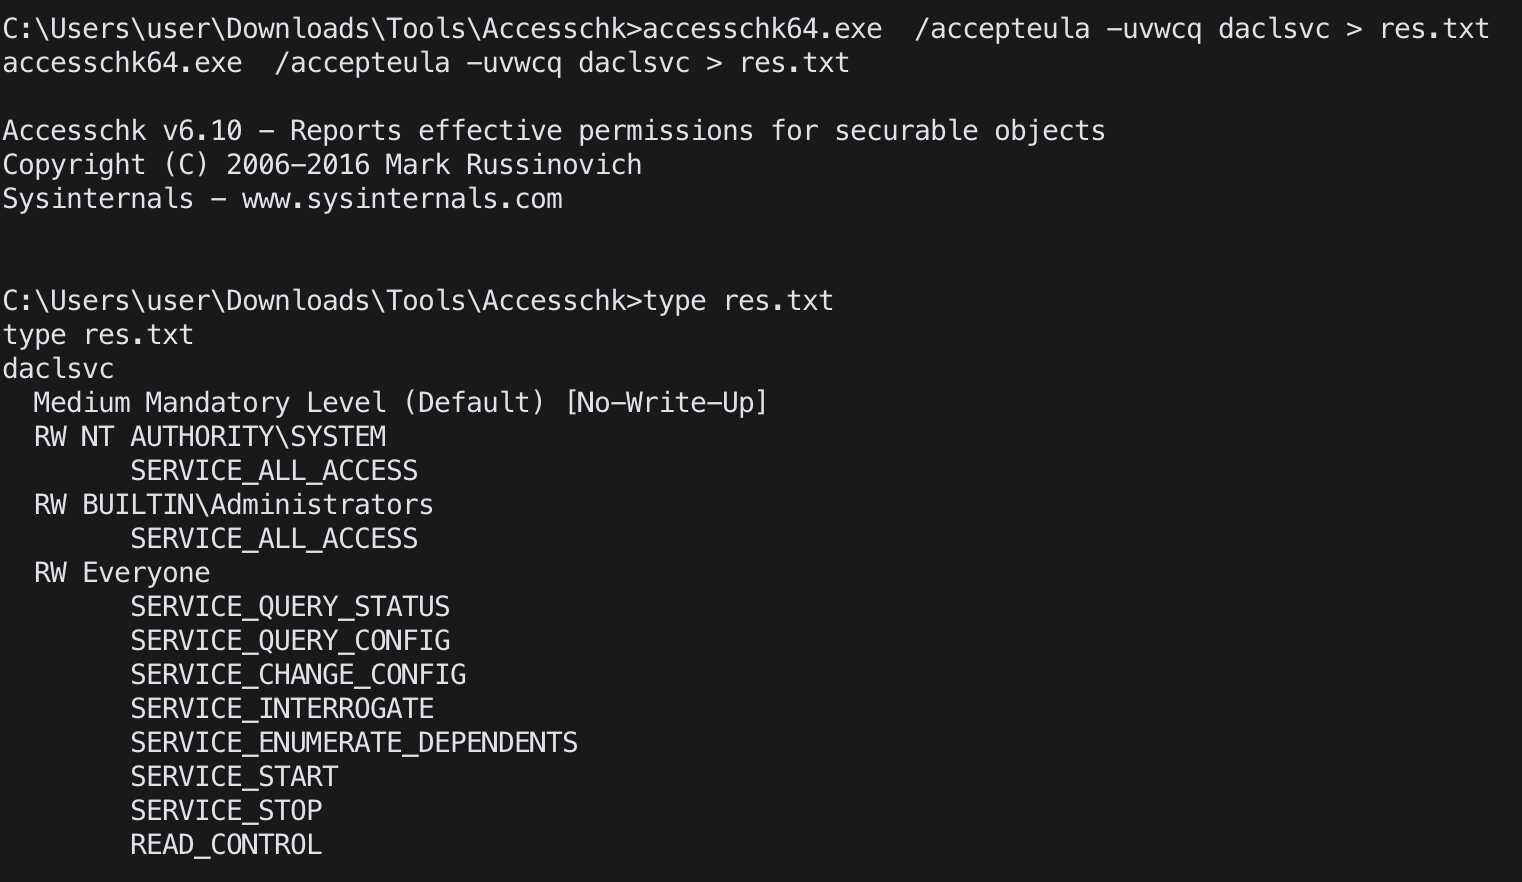 C:\Users\user\Downloads\Tools\Accesschk>accesschk64.exe  /accepteula -uvwcq daclsvc > res.txt
accesschk64.exe  /accepteula -uvwcq daclsvc > res.txt

Accesschk v6.10 - Reports effective permissions for securable objects
Copyright (C) 2006-2016 Mark Russinovich
Sysinternals - www.sysinternals.com

C:\Users\user\Downloads\Tools\Accesschk>type res.txt
type res.txt
daclsvc
  Medium Mandatory Level (Default) [No-Write-Up]
  RW NT AUTHORITY\SYSTEM
        SERVICE_ALL_ACCESS
  RW BUILTIN\Administrators
        SERVICE_ALL_ACCESS
  RW Everyone
        SERVICE_QUERY_STATUS
        SERVICE_QUERY_CONFIG
        SERVICE_CHANGE_CONFIG
        SERVICE_INTERROGATE
        SERVICE_ENUMERATE_DEPENDENTS
        SERVICE_START
        SERVICE_STOP
        READ_CONTROL